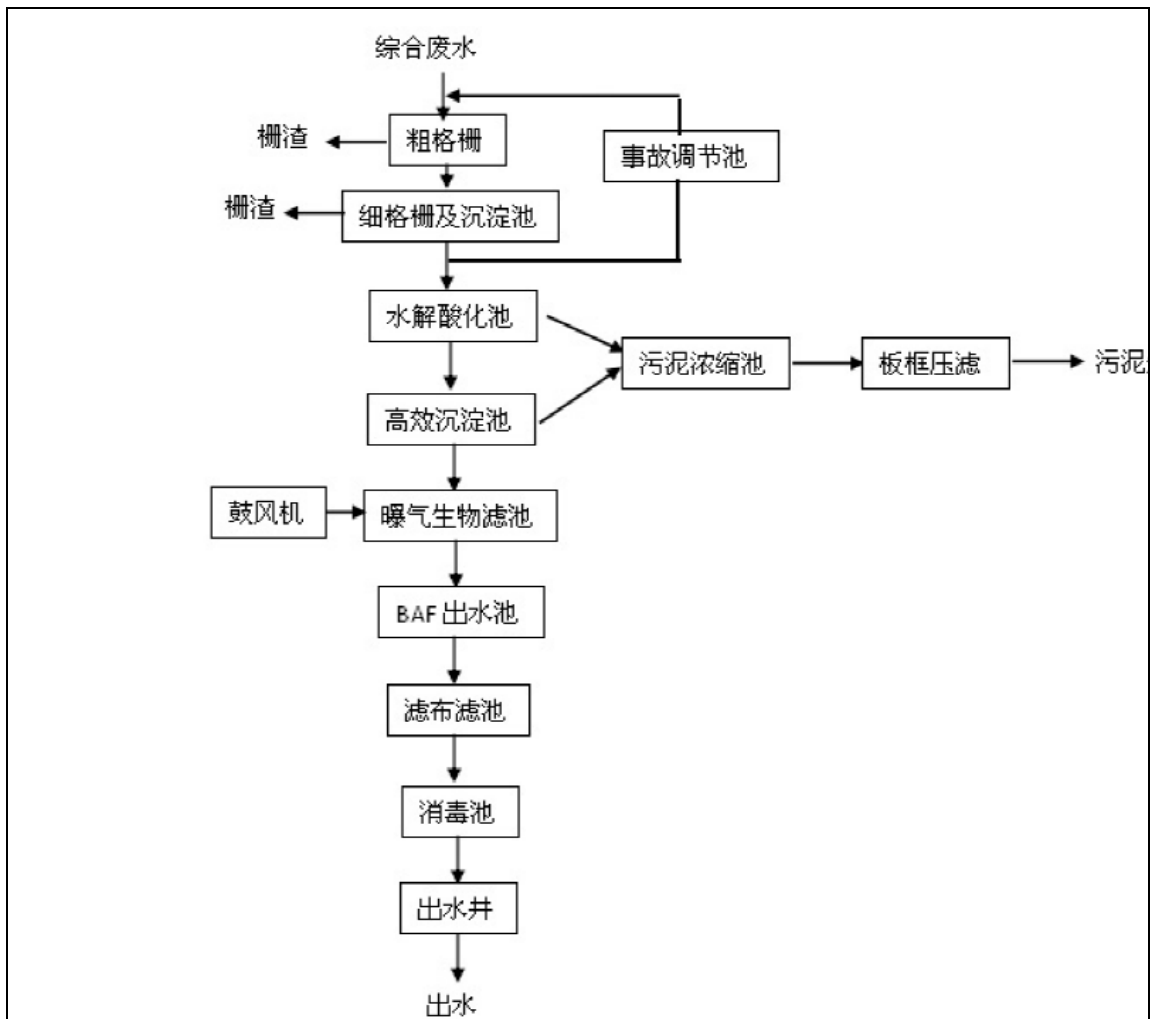 综合废水
栅渣
粗格栅
事故调节池
栅渣
细格栅及沉淀池
水解酸化池
污泥浓缩池
板框压滤
污泥
高效沉淀池
鼓风机
曝气生物滤池
BAF 出水池
滤布滤池
消毒池
出水井
出水